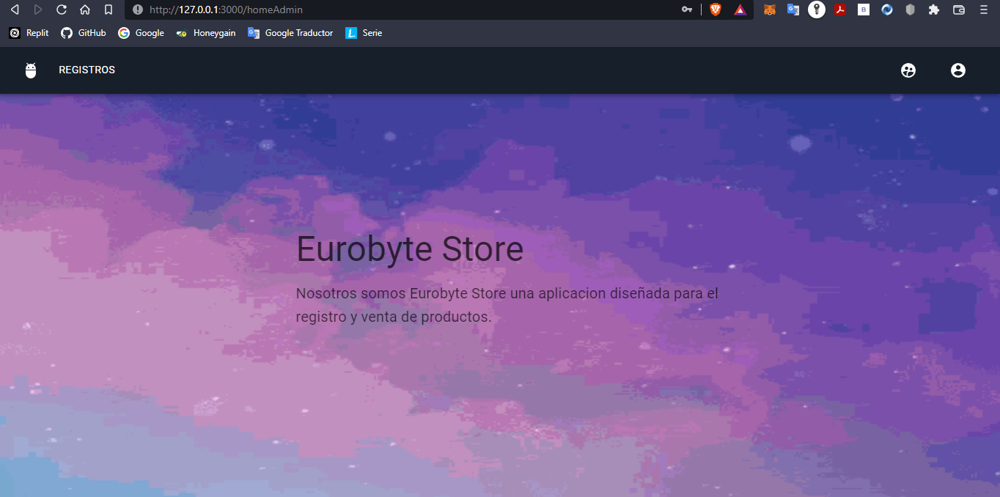 http://127.0.0.1:3000/homeAdmin
Replit GitHub Google Honeygain Google Traductor Serie
REGISTROS
Eurobyte Store
Nosotros somos Eurobyte Store una aplicacion diseñada para el
registro y venta de productos.